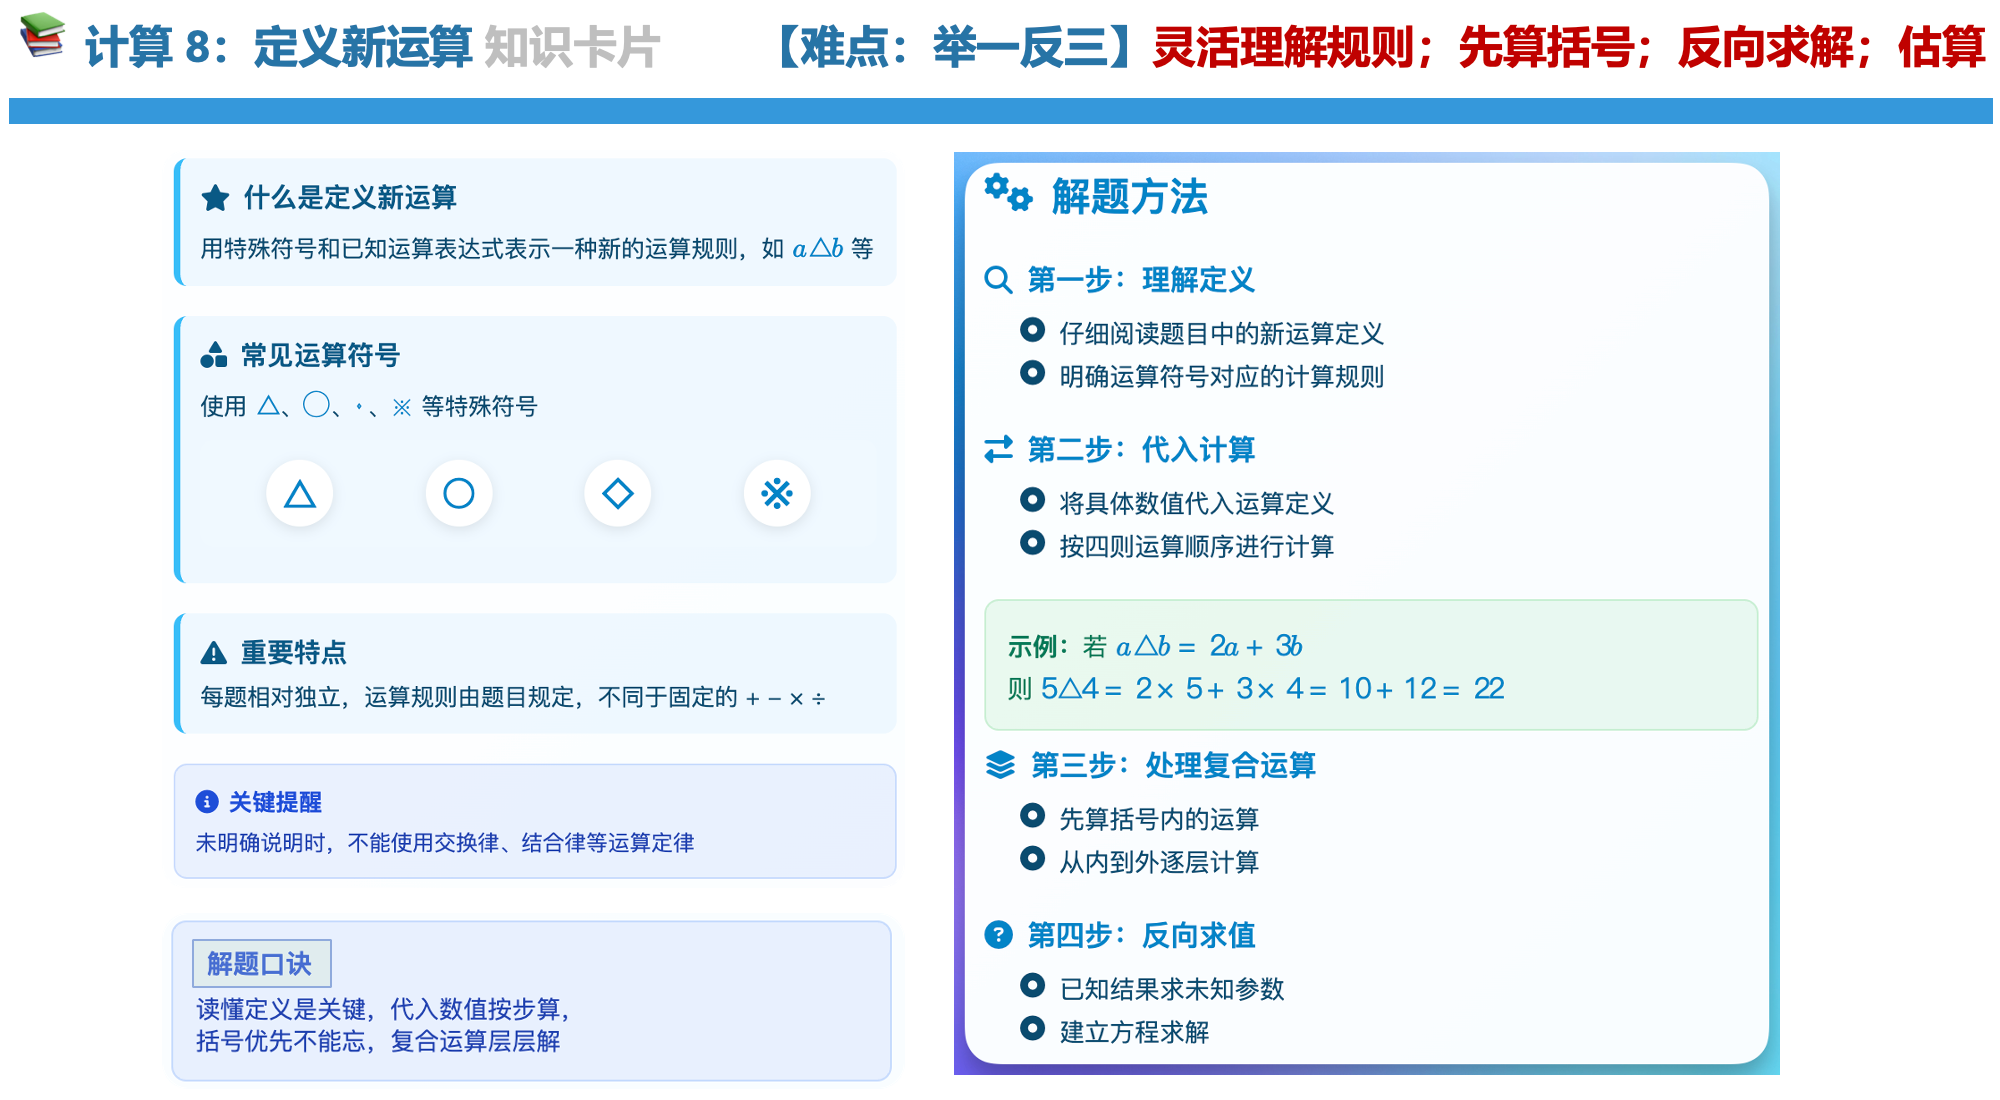 计算 8：定义新运算 知识卡片 【难点：举一反三】灵活理解规则；先算括号；反向求解；估算
什么是定义新运算
用特殊符号和已知运算表达式表示一种新的运算规则，如 a△b 等
常见运算符号
使用 △、○、⋄、※ 等特殊符号
△ ○ ◇ ※
重要特点
每题相对独立，运算规则由题目规定，不同于固定的 + − × ÷
关键提醒
未明确说明时，不能使用交换律、结合律等运算定律
解题口诀
读懂定义是关键，代入数值按步算，
括号优先不能忘，复合运算层层解
解题方法
第一步：理解定义
仔细阅读题目中的新运算定义
明确运算符号对应的计算规则
第二步：代入计算
将具体数值代入运算定义
按四则运算顺序进行计算
示例：若 a△b = 2a + 3b
则 5△4 = 2 × 5 + 3 × 4 = 10 + 12 = 22
第三步：处理复合运算
先算括号内的运算
从内到外逐层计算
第四步：反向求值
已知结果求未知参数
建立方程求解